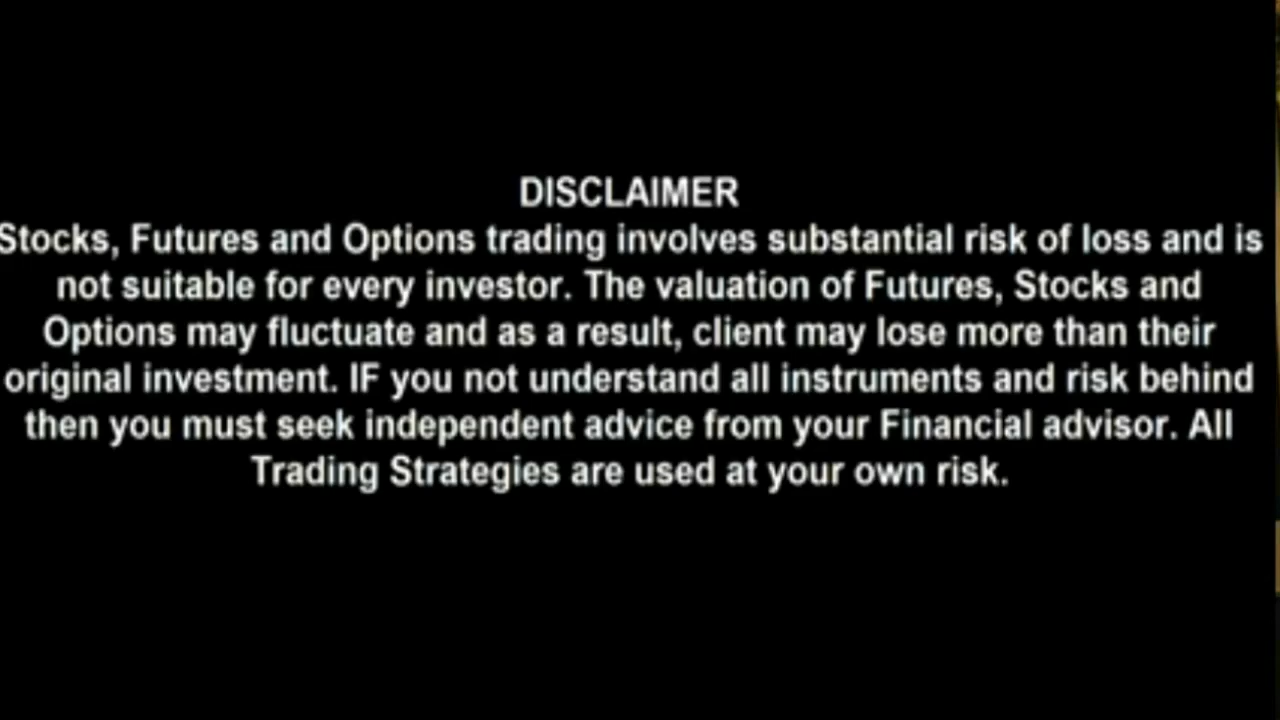 DISCLAIMER
Stocks, Futures and Options trading involves substantial risk of loss and is
not suitable for every investor. The valuation of Futures, Stocks and
Options may fluctuate and as a result, client may lose more than their
original investment. IF you not understand all instruments and risk behind
then you must seek independent advice from your Financial advisor. All
Trading Strategies are used at your own risk.